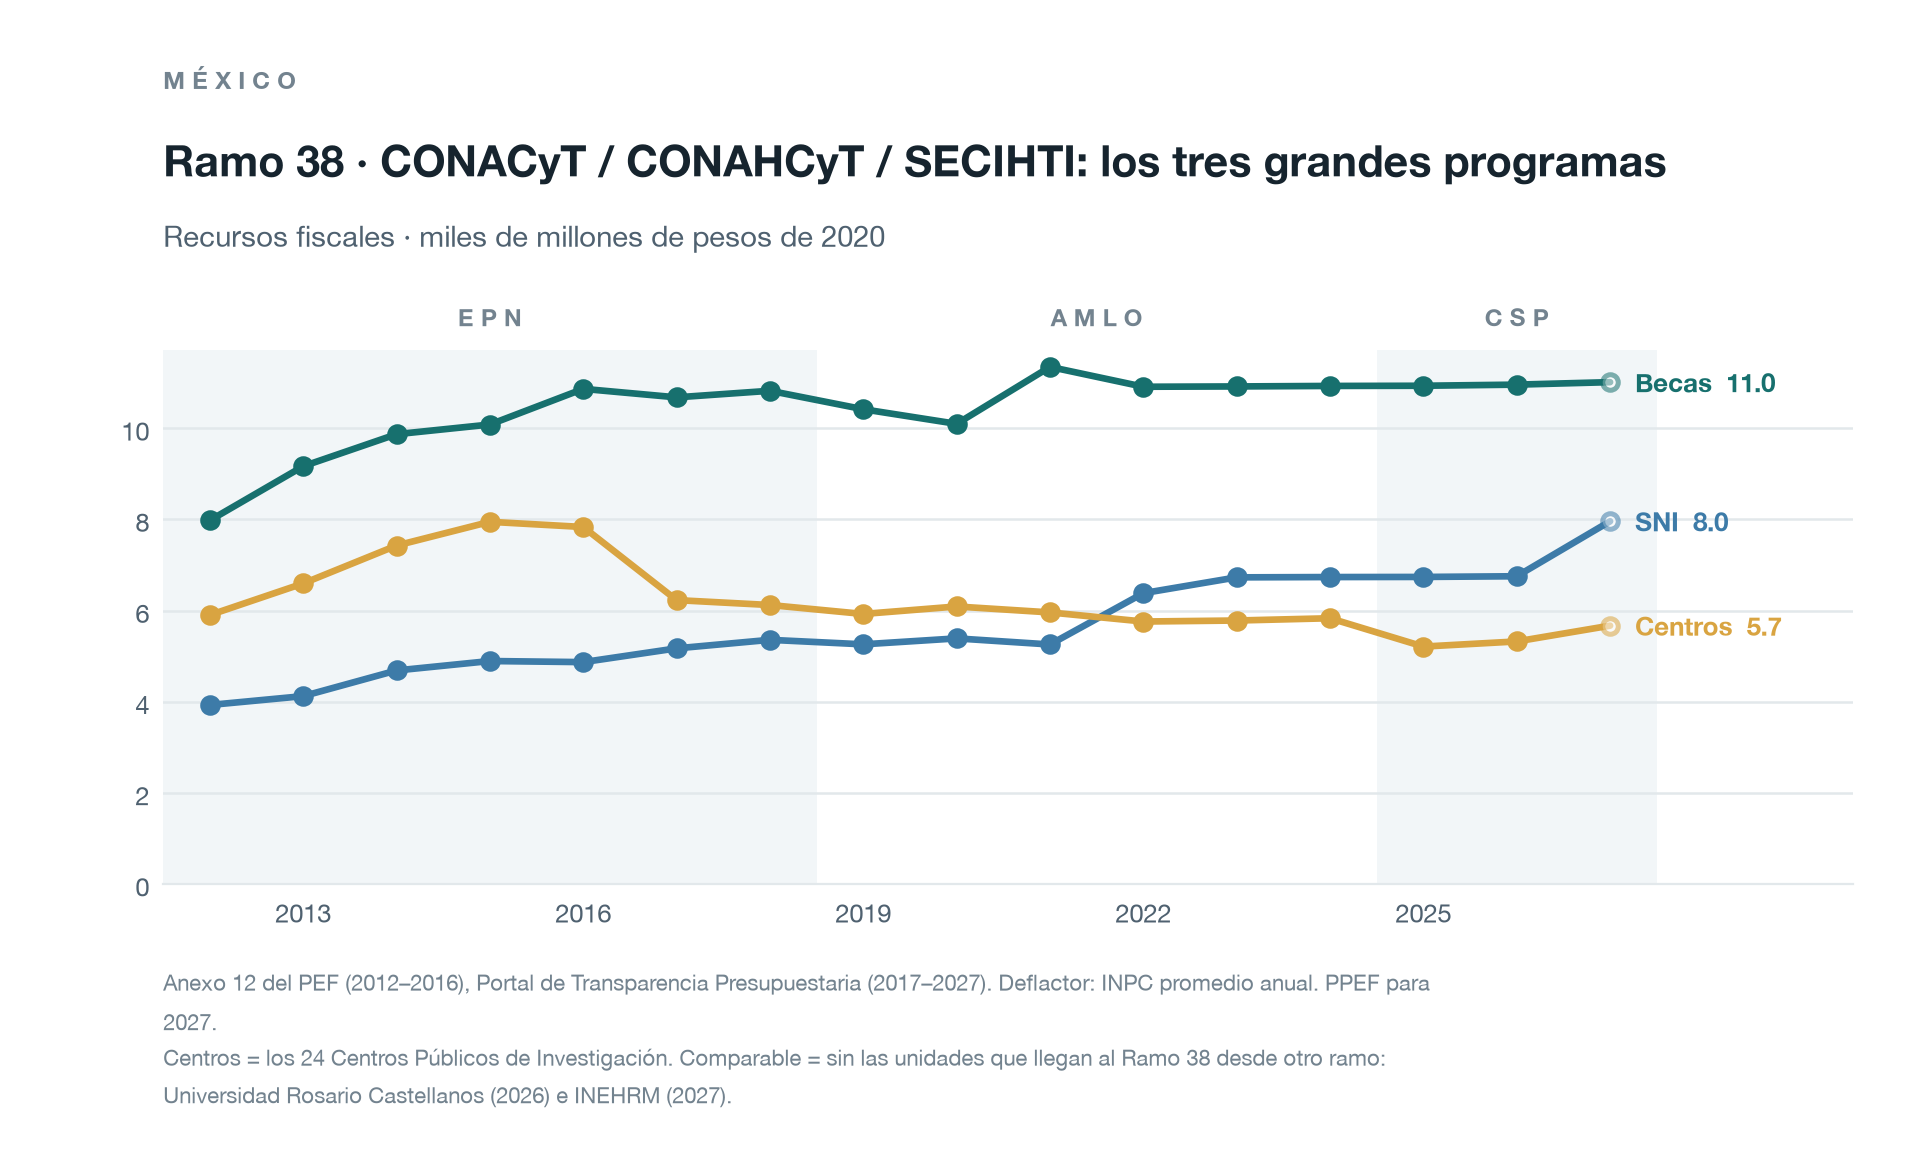 MÉXICO
Ramo 38 · CONACyT / CONAHCyT / SECIHTI: los tres grandes programas
Recursos fiscales · miles de millones de pesos de 2020
EPN
AMLO
CSP
10
8
6
4
2
0
Becas 11.0
SNI 8.0
Centros 5.7
2013
2016
2019
2022
2025
Anexo 12 del PEF (2012–2016), Portal de Transparencia Presupuestaria (2017–2027). Deflactor: INPC promedio anual. PPEF para
2027.
Centros = los 24 Centros Públicos de Investigación. Comparable = sin las unidades que llegan al Ramo 38 desde otro ramo:
Universidad Rosario Castellanos (2026) e INEHRM (2027).